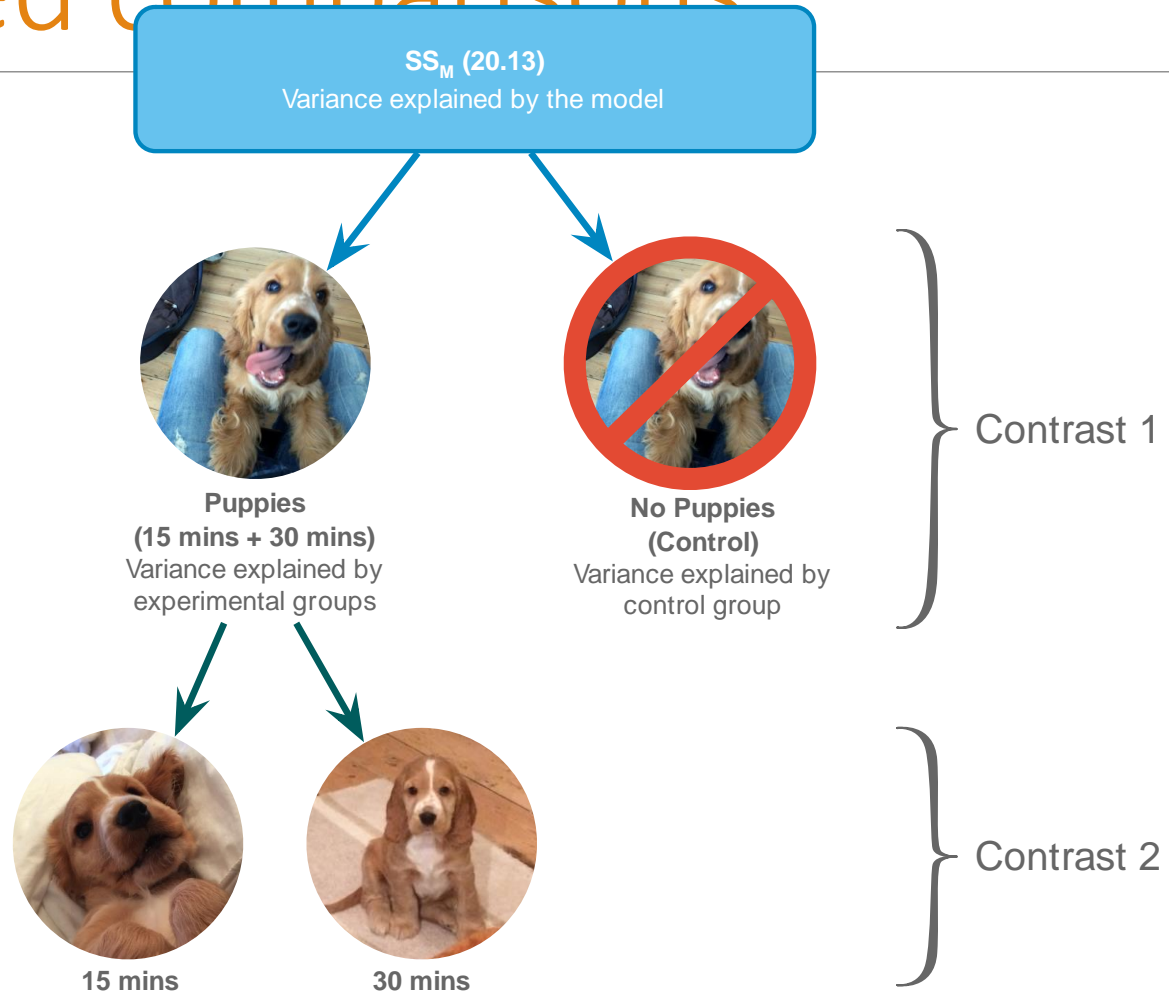 SS_M (20.13)
Variance explained by the model
Puppies
(15 mins + 30 mins)
Variance explained by
experimental groups
No Puppies
(Control)
Variance explained by
control group
Contrast 1
15 mins
30 mins
Contrast 2